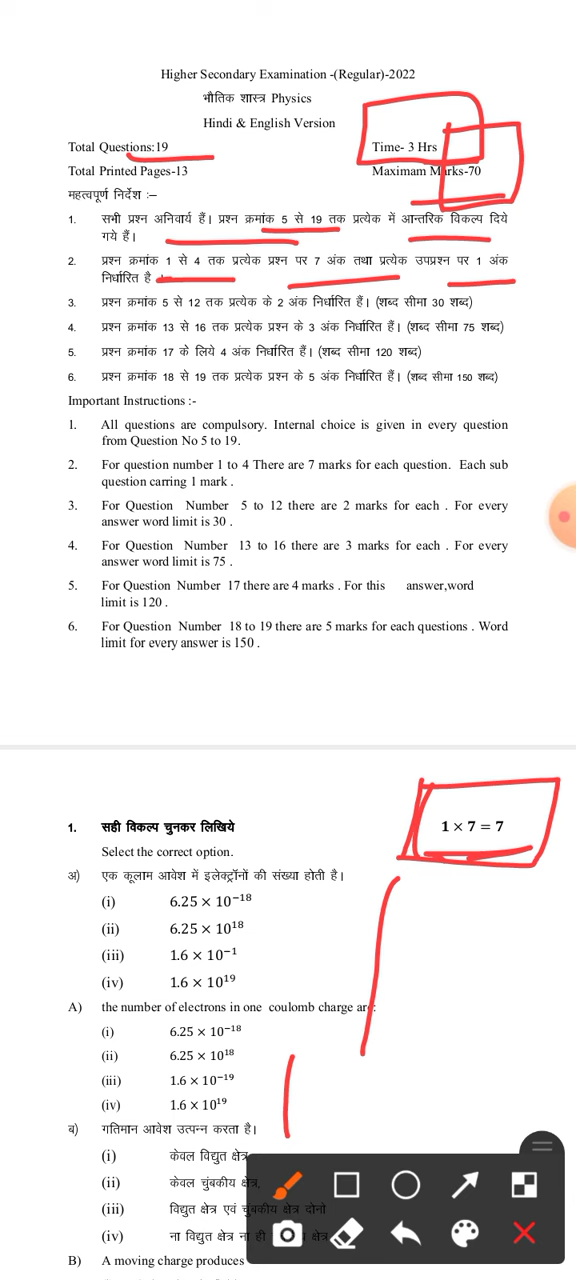 Higher Secondary Examination -(Regular)-2022
भौतिक शास्त्र Physics
Hindi & English Version
Total Questions:19 Time- 3 Hrs
Total Printed Pages-13 Maximam Marks-70
महत्वपूर्ण निर्देश :–
1. सभी प्रश्न अनिवार्य हैं। प्रश्न क्रमांक 5 से 19 तक प्रत्येक में आन्तरिक विकल्प दिये
गये हैं।
2. प्रश्न क्रमांक 1 से 4 तक प्रत्येक प्रश्न पर 7 अंक तथा प्रत्येक उपप्रश्न पर 1 अंक
निर्धारित है
3. प्रश्न क्रमांक 5 से 12 तक प्रत्येक के 2 अंक निर्धारित हैं। (शब्द सीमा 30 शब्द)
4. प्रश्न क्रमांक 13 से 16 तक प्रत्येक प्रश्न के 3 अंक निर्धारित हैं। (शब्द सीमा 75 शब्द)
5. प्रश्न क्रमांक 17 के लिये 4 अंक निर्धारित हैं। (शब्द सीमा 120 शब्द)
6. प्रश्न क्रमांक 18 से 19 तक प्रत्येक प्रश्न के 5 अंक निर्धारित हैं। (शब्द सीमा 150 शब्द)
Important Instructions :-
1. All questions are compulsory. Internal choice is given in every question
from Question No 5 to 19.
2. For question number 1 to 4 There are 7 marks for each question. Each sub
question carring 1 mark .
3. For Question Number 5 to 12 there are 2 marks for each . For every
answer word limit is 30 .
4. For Question Number 13 to 16 there are 3 marks for each . For every
answer word limit is 75 .
5. For Question Number 17 there are 4 marks . For this answer,word
limit is 120 .
6. For Question Number 18 to 19 there are 5 marks for each questions . Word
limit for every answer is 150 .
1. सही विकल्प चुनकर लिखिये 1 × 7 = 7
Select the correct option.
अ) एक कूलाम आवेश में इलेक्ट्रॉनों की संख्या होती है।
(i) 6.25 × 10⁻¹⁸
(ii) 6.25 × 10¹⁸
(iii) 1.6 × 10⁻¹
(iv) 1.6 × 10¹⁹
A) the number of electrons in one coulomb charge are:
(i) 6.25 × 10⁻¹⁸
(ii) 6.25 × 10¹⁸
(iii) 1.6 × 10⁻¹⁹
(iv) 1.6 × 10¹⁹
ब) गतिमान आवेश उत्पन्न करता है।
(i) केवल विद्युत क्षेत्र
(ii) केवल चुंबकीय क्षेत्र,
(iii) विद्युत क्षेत्र एवं चुंबकीय क्षेत्र दोनो
(iv) ना विद्युत क्षेत्र ना ही क्षेत्र
B) A moving charge produces